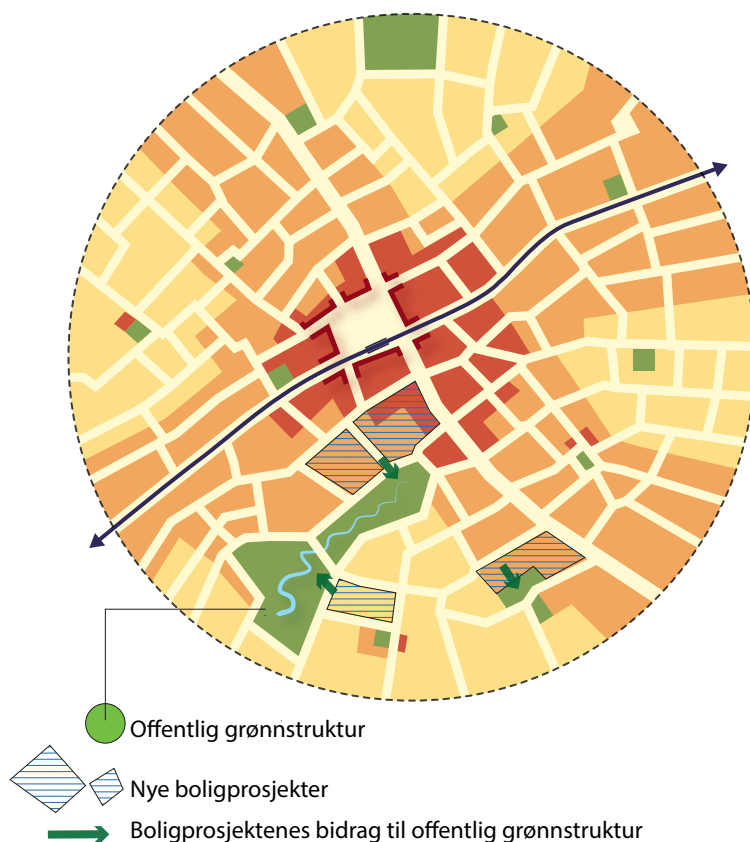 Offentlig grønnstruktur
Nye boligprosjekter
Boligprosjektenes bidrag til offentlig grønnstruktur